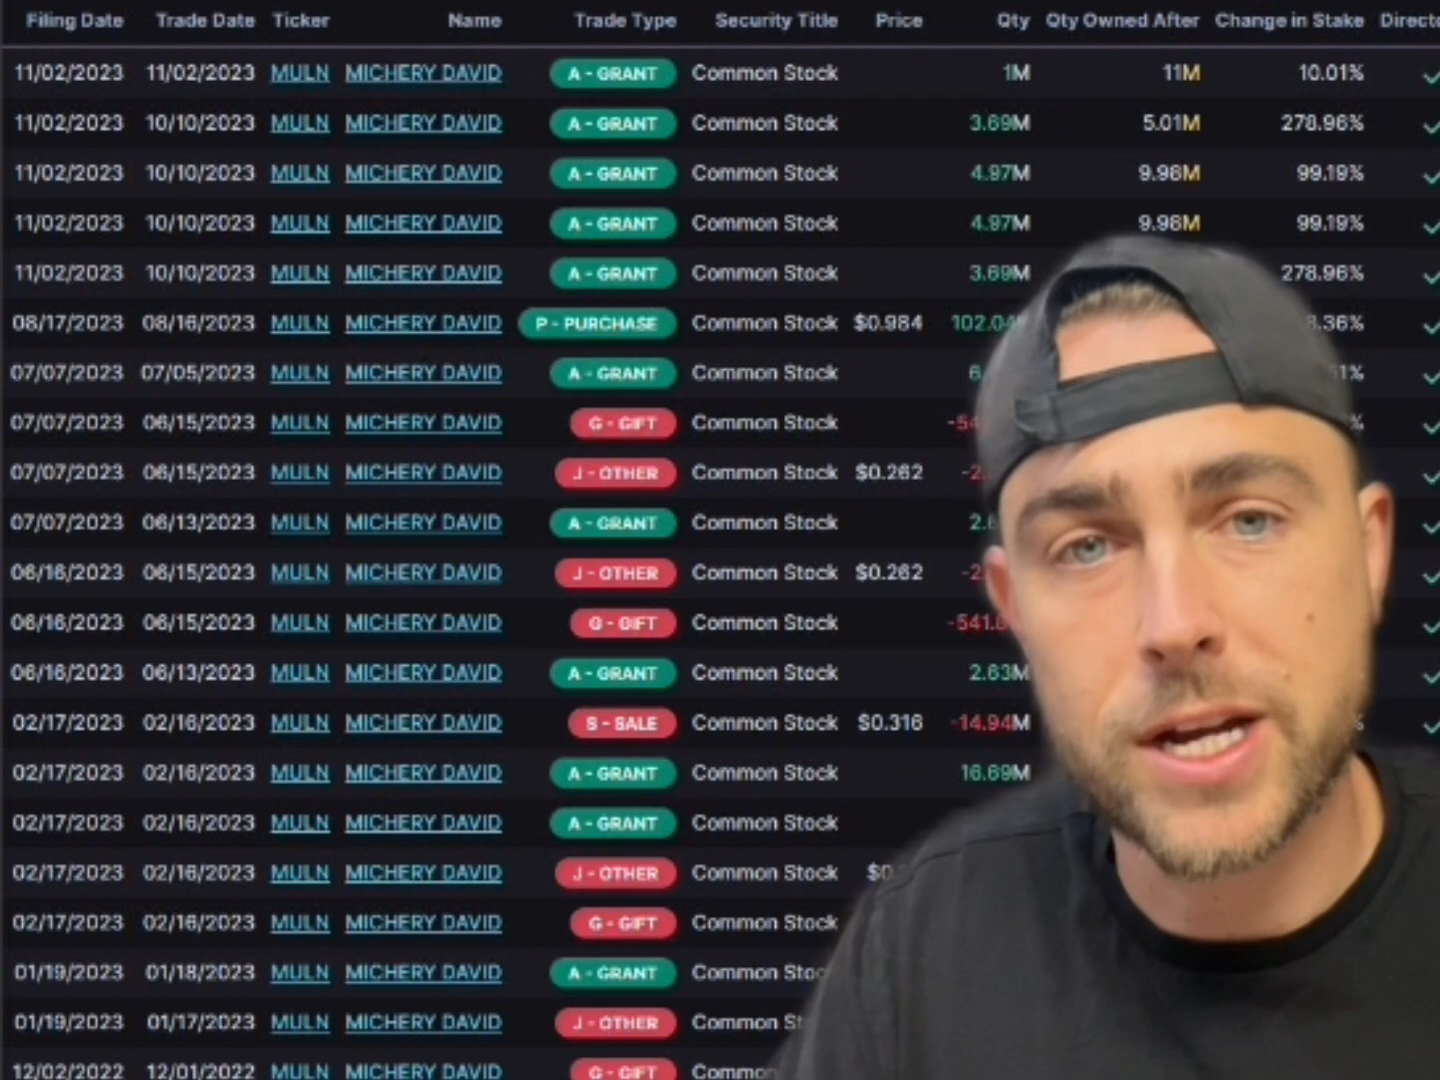 Filing Date Trade Date Ticker Name Trade Type Security Title Price Qty Qty Owned After Change in Stake
11/02/2023 11/02/2023 MULN MICHERY DAVID A - GRANT Common Stock 1M 11M 10.01%
11/02/2023 10/10/2023 MULN MICHERY DAVID A - GRANT Common Stock 3.69M 5.01M 278.96%
11/02/2023 10/10/2023 MULN MICHERY DAVID A - GRANT Common Stock 4.97M 9.98M 99.19%
11/02/2023 10/10/2023 MULN MICHERY DAVID A - GRANT Common Stock 4.97M 9.98M 99.19%
11/02/2023 10/10/2023 MULN MICHERY DAVID A - GRANT Common Stock 3.69M 278.96%
08/17/2023 08/16/2023 MULN MICHERY DAVID P - PURCHASE Common Stock $0.984
07/07/2023 07/05/2023 MULN MICHERY DAVID A - GRANT Common Stock
07/07/2023 06/15/2023 MULN MICHERY DAVID G - GIFT Common Stock
07/07/2023 06/15/2023 MULN MICHERY DAVID J - OTHER Common Stock $0.262
07/07/2023 06/13/2023 MULN MICHERY DAVID A - GRANT Common Stock
06/16/2023 06/15/2023 MULN MICHERY DAVID J - OTHER Common Stock $0.262
06/16/2023 06/15/2023 MULN MICHERY DAVID G - GIFT Common Stock
06/16/2023 06/13/2023 MULN MICHERY DAVID A - GRANT Common Stock 2.63M
02/17/2023 02/16/2023 MULN MICHERY DAVID S - SALE Common Stock $0.316 -14.94M
02/17/2023 02/16/2023 MULN MICHERY DAVID A - GRANT Common Stock 16.69M
02/17/2023 02/16/2023 MULN MICHERY DAVID A - GRANT Common Stock
02/17/2023 02/16/2023 MULN MICHERY DAVID J - OTHER Common Stock
02/17/2023 02/16/2023 MULN MICHERY DAVID G - GIFT Common Stock
01/19/2023 01/18/2023 MULN MICHERY DAVID A - GRANT Common
01/19/2023 01/17/2023 MULN MICHERY DAVID J - OTHER Common
12/02/2022 12/01/2022 MULN MICHERY DAVID G - GIFT Common